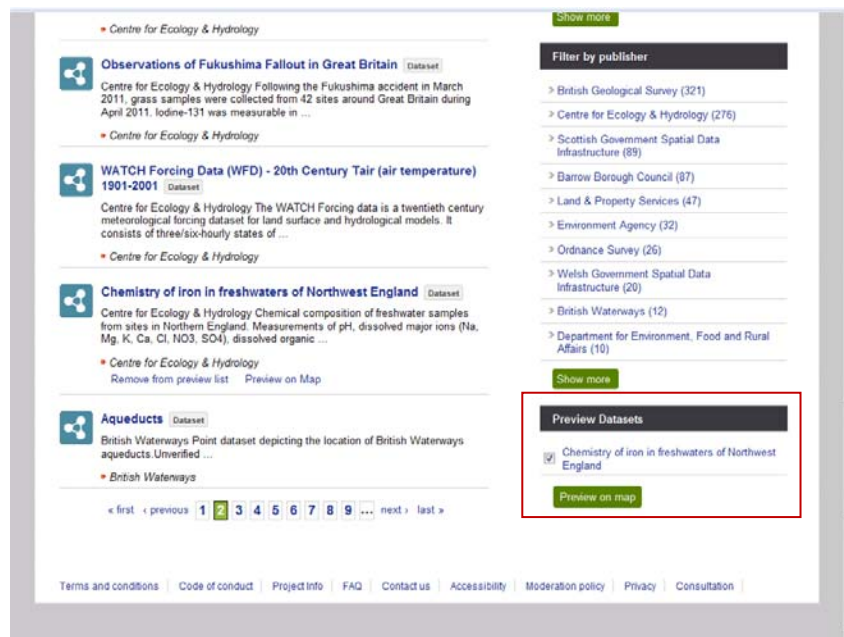 Centre for Ecology & Hydrology
Observations of Fukushima Fallout in Great Britain Dataset
Centre for Ecology & Hydrology Following the Fukushima accident in March
2011, grass samples were collected from 42 sites around Great Britain during
April 2011. Iodine-131 was measurable in ...
Centre for Ecology & Hydrology
WATCH Forcing Data (WFD) - 20th Century Tair (air temperature)
1901-2001 Dataset
Centre for Ecology & Hydrology The WATCH Forcing data is a twentieth century
meteorological forcing dataset for land surface and hydrological models. It
consists of three/six-hourly states of ...
Centre for Ecology & Hydrology
Chemistry of iron in freshwaters of Northwest England Dataset
Centre for Ecology & Hydrology Chemical composition of freshwater samples
from sites in Northern England. Measurements of pH, dissolved major ions (Na,
Mg, K, Ca, Cl, NO3, SO4), dissolved organic ...
Centre for Ecology & Hydrology
Remove from preview list Preview on Map
Aqueducts Dataset
British Waterways Point dataset depicting the location of British Waterways
aqueducts.Unverified ...
British Waterways
« first ‹ previous 1 2 3 4 5 6 7 8 9 ... next › last »
Show more
Filter by publisher
British Geological Survey (321)
Centre for Ecology & Hydrology (276)
Scottish Government Spatial Data
Infrastructure (89)
Barrow Borough Council (87)
Land & Property Services (47)
Environment Agency (32)
Ordnance Survey (26)
Welsh Government Spatial Data
Infrastructure (20)
British Waterways (12)
Department for Environment, Food and Rural
Affairs (10)
Show more
Preview Datasets
Chemistry of iron in freshwaters of Northwest
England
Preview on map
Terms and conditions Code of conduct Project Info FAQ Contact us Accessibility Moderation policy Privacy Consultation